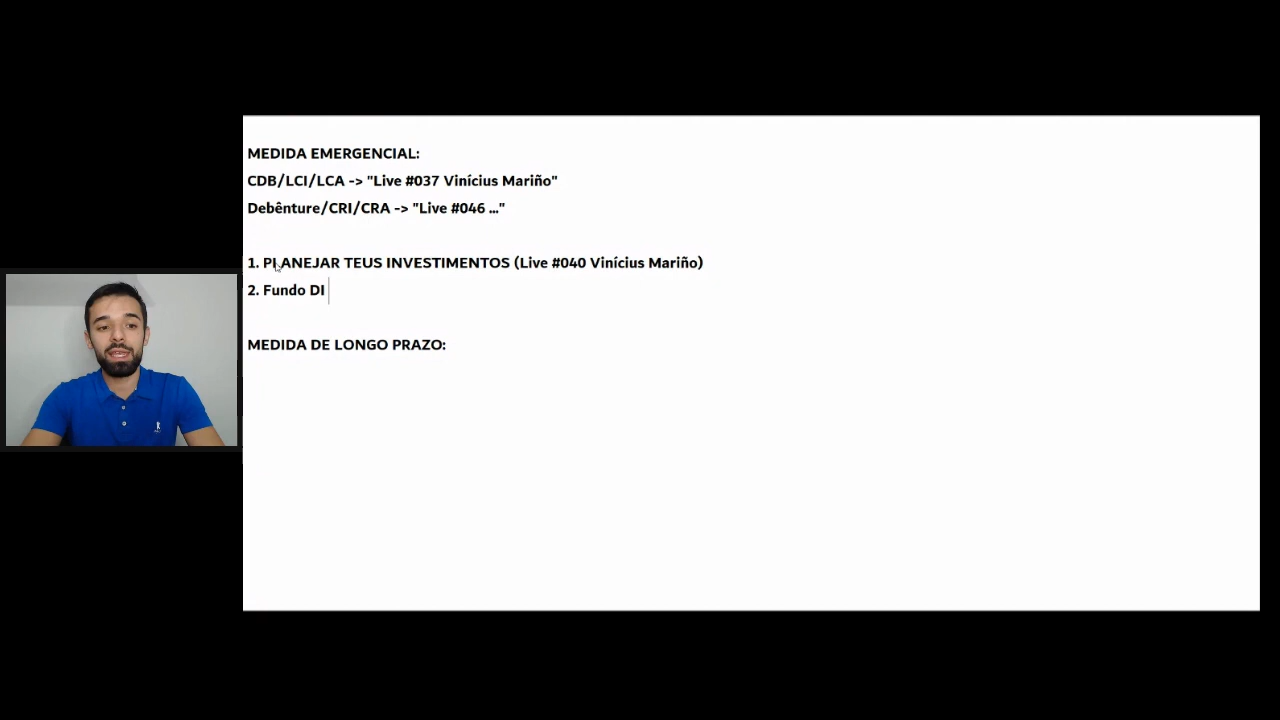 MEDIDA EMERGENCIAL:
CDB/LCI/LCA -> "Live #037 Vinícius Mariño"
Debênture/CRI/CRA -> "Live #046 ..."
1. PLANEJAR TEUS INVESTIMENTOS (Live #040 Vinícius Mariño)
2. Fundo DI
MEDIDA DE LONGO PRAZO: